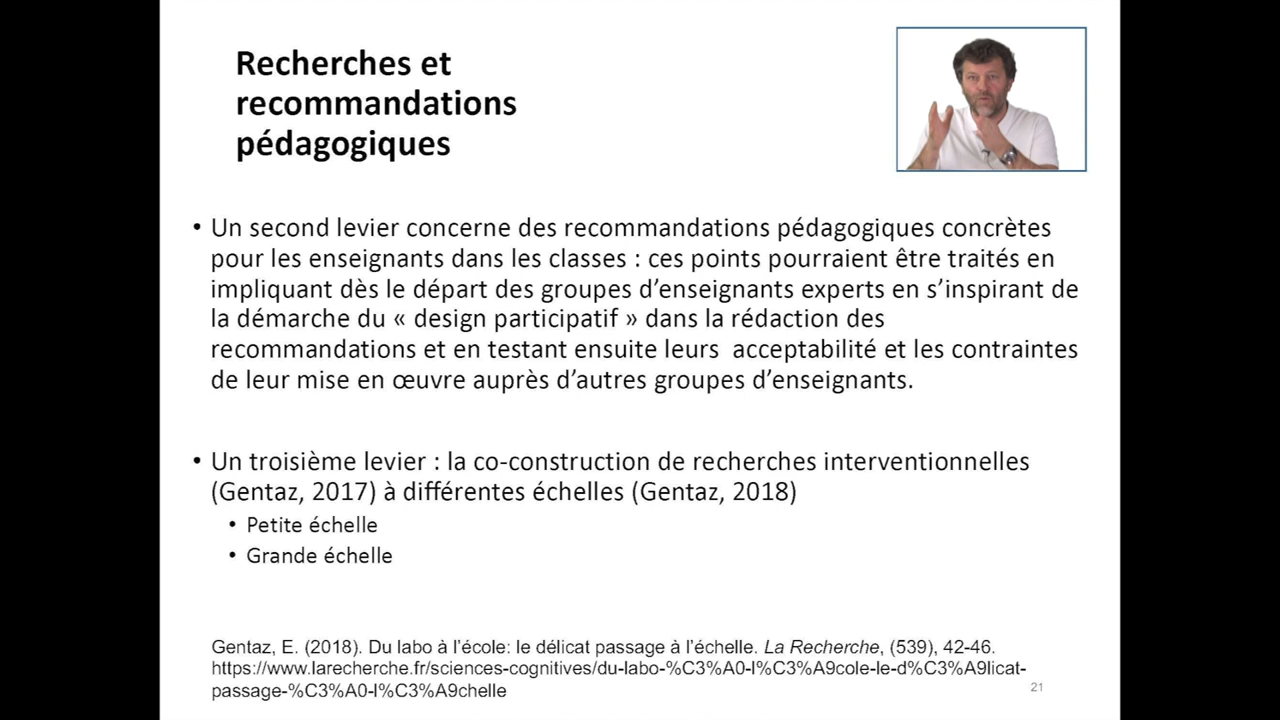 Recherches et
recommandations
pédagogiques
• Un second levier concerne des recommandations pédagogiques concrètes
pour les enseignants dans les classes : ces points pourraient être traités en
impliquant dès le départ des groupes d’enseignants experts en s’inspirant de
la démarche du « design participatif » dans la rédaction des
recommandations et en testant ensuite leurs  acceptabilité et les contraintes
de leur mise en œuvre auprès d’autres groupes d’enseignants.
• Un troisième levier : la co-construction de recherches interventionnelles
(Gentaz, 2017) à différentes échelles (Gentaz, 2018)
• Petite échelle
• Grande échelle
Gentaz, E. (2018). Du labo à l’école: le délicat passage à l’échelle. La Recherche, (539), 42-46.
https://www.larecherche.fr/sciences-cognitives/du-labo-%C3%A0-l%C3%A9cole-le-d%C3%A9licat-
passage-%C3%A0-l%C3%A9chelle
21